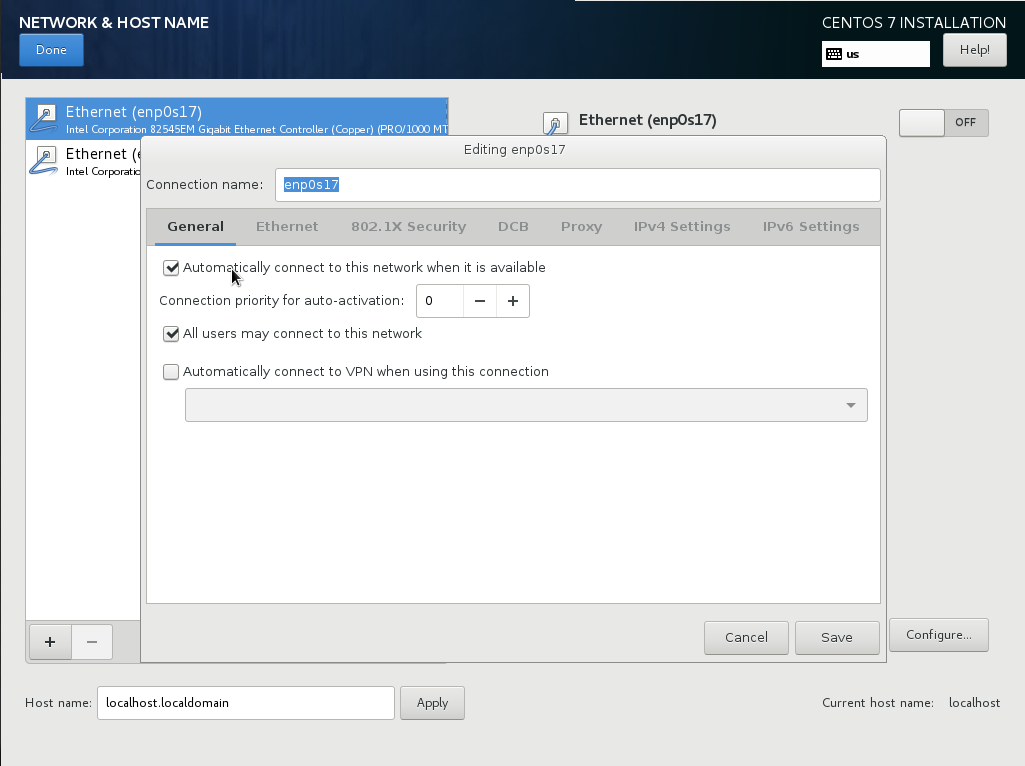 NETWORK & HOST NAME
CENTOS 7 INSTALLATION
Done
us
Help!
Ethernet (enp0s17)
Intel Corporation 82545EM Gigabit Ethernet Controller (Copper) (PRO/1000 MT
Ethernet (enp0s17)
OFF
Ethernet (e
Intel Corporatio
Editing enp0s17
Connection name: enp0s17
General Ethernet 802.1X Security DCB Proxy IPv4 Settings IPv6 Settings
Automatically connect to this network when it is available
Connection priority for auto-activation: 0 − +
All users may connect to this network
Automatically connect to VPN when using this connection
+ −
Cancel Save
Configure...
Host name: localhost.localdomain Apply
Current host name: localhost